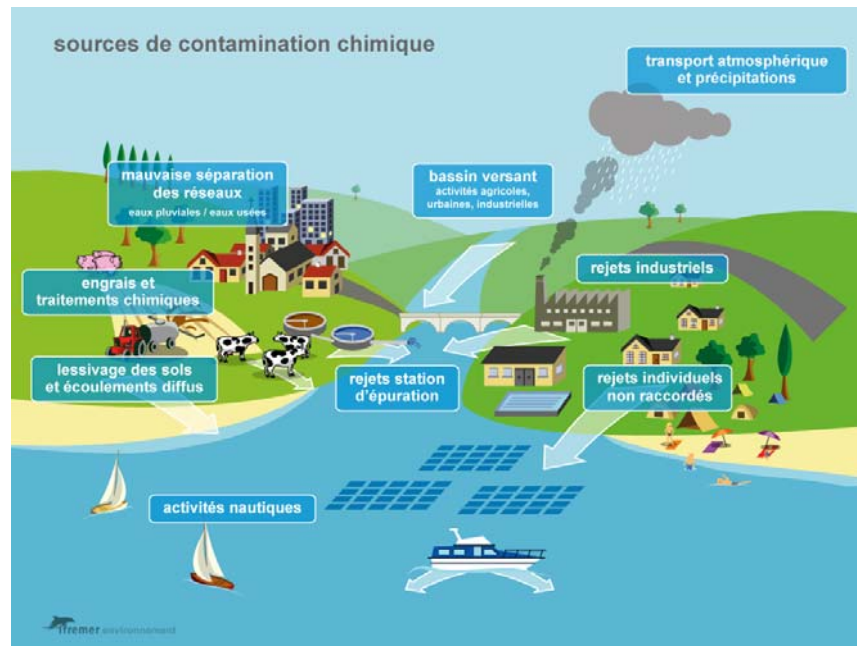 sources de contamination chimique
transport atmosphérique
et précipitations
mauvaise séparation
des réseaux
eaux pluviales / eaux usées
bassin versant
activités agricoles,
urbaines, industrielles
engrais et
traitements chimiques
rejets industriels
lessivage des sols
et écoulements diffus
rejets station
d'épuration
rejets individuels
non raccordés
activités nautiques
ifremer environnement